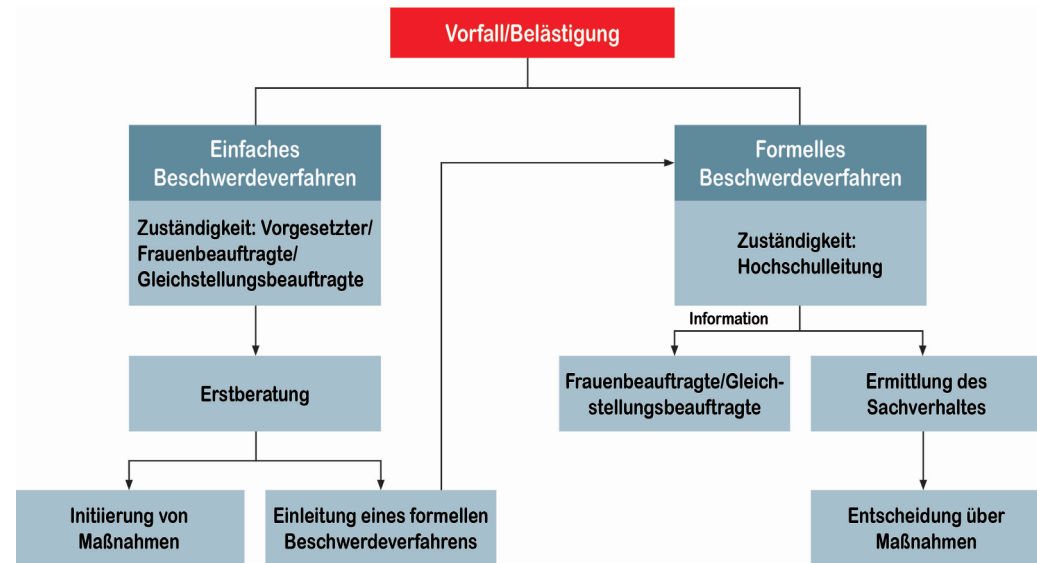 Vorfall/Belästigung
Einfaches
Beschwerdeverfahren
Zuständigkeit: Vorgesetzter/
Frauenbeauftragte/
Gleichstellungsbeauftragte
Erstberatung
Initiierung von
Maßnahmen
Einleitung eines formellen
Beschwerdeverfahrens
Formelles
Beschwerdeverfahren
Zuständigkeit:
Hochschulleitung
Information
Frauenbeauftragte/Gleich-
stellungsbeauftragte
Ermittlung des
Sachverhaltes
Entscheidung über
Maßnahmen